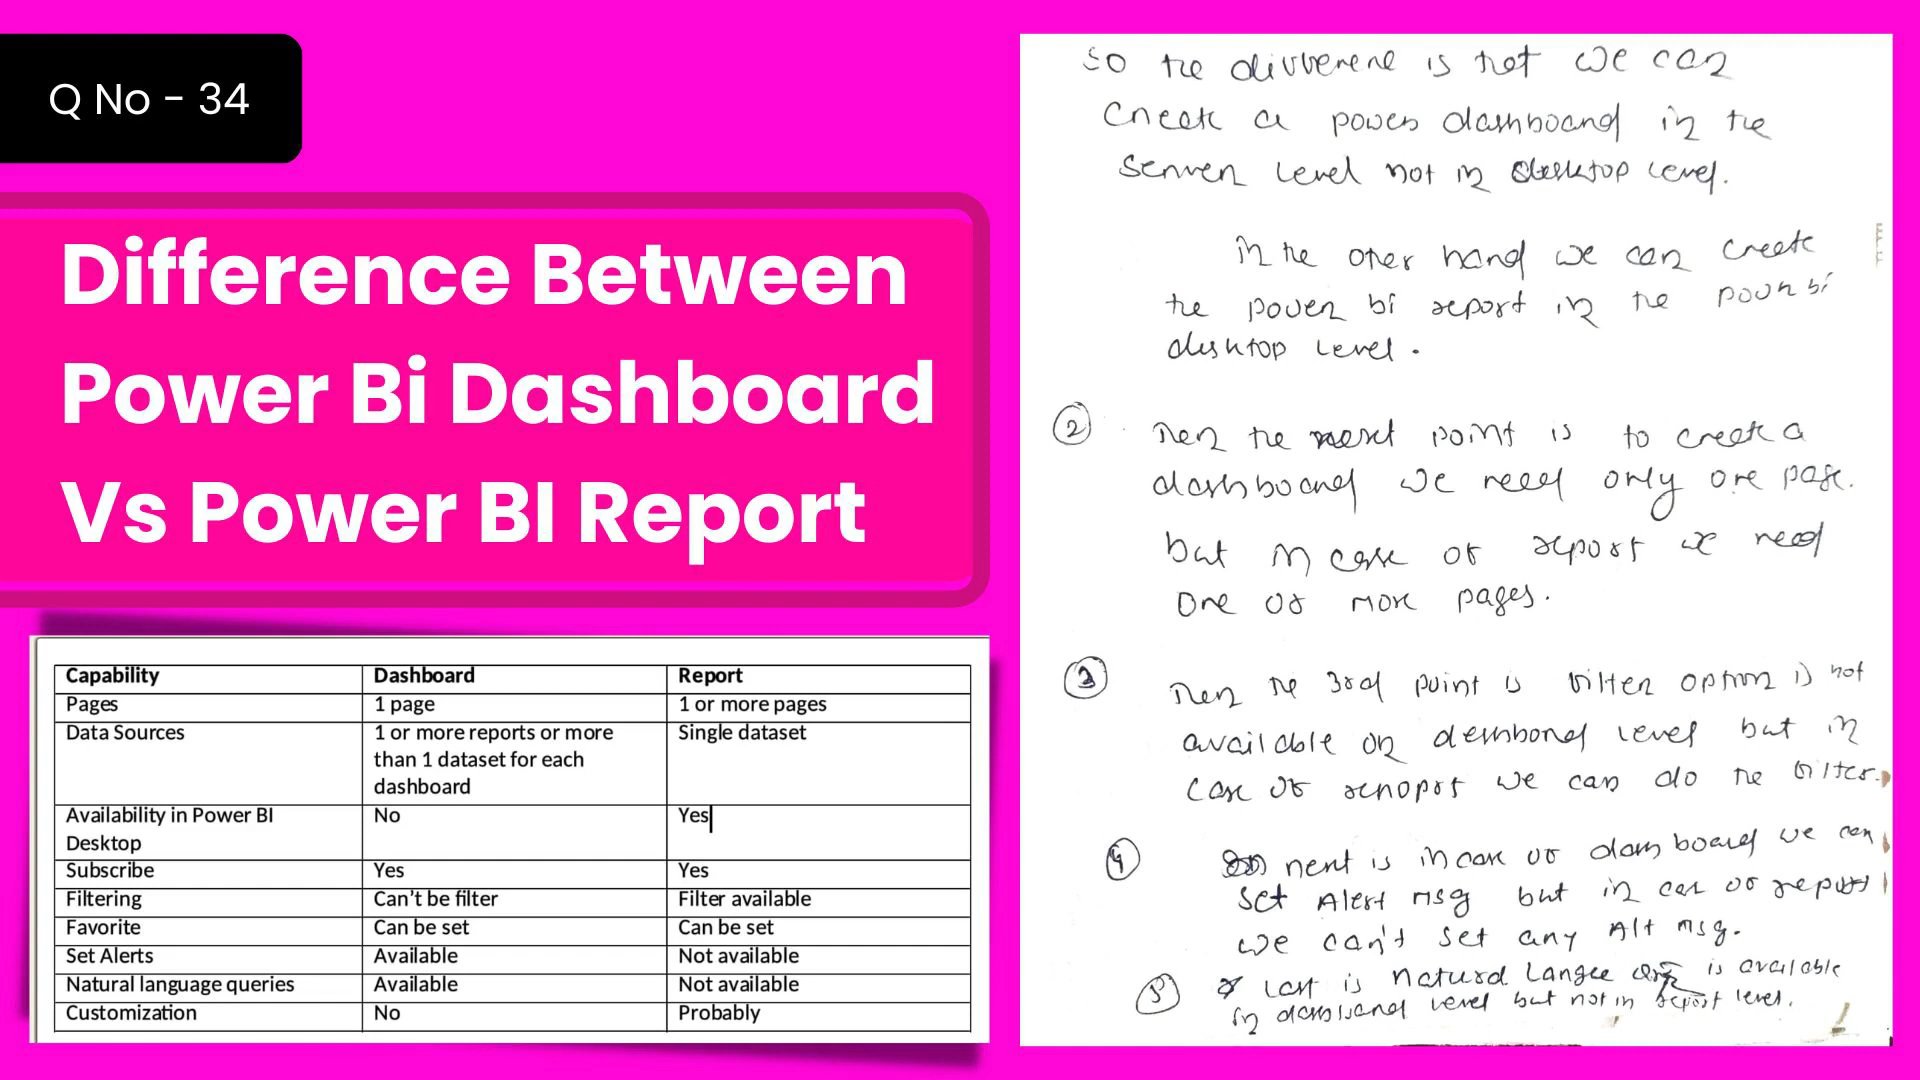 Q No - 34
Difference Between
Power Bi Dashboard
Vs Power BI Report
Capability Dashboard Report
Pages 1 page 1 or more pages
Data Sources 1 or more reports or more Single dataset
than 1 dataset for each
dashboard
Availability in Power BI No Yes
Desktop
Subscribe Yes Yes
Filtering Can't be filter Filter available
Favorite Can be set Can be set
Set Alerts Available Not available
Natural language queries Available Not available
Customization No Probably
So the difference is that we can
create a power dashboard in the
server level not in desktop level.
in the other hand we can create
the power bi report in the power bi
desktop level.
2 Then the next point is to create a
dashboard we need only one page.
but in case of report we need
one or more pages.
3 Then the 3rd point is filter option is not
available on dashboard level but in
case of report we can do the filter.
4 next is in case of dashboard we can
set Alert msg but in case of report
we can't set any Alt msg.
5 Last is natural is available
in dashboard level but not in report level.